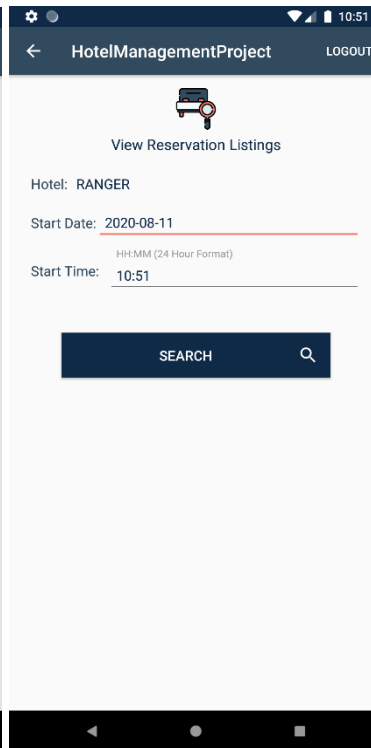 10:51
HotelManagementProject LOGOUT
View Reservation Listings
Hotel: RANGER
Start Date: 2020-08-11
HH:MM (24 Hour Format)
Start Time: 10:51
SEARCH